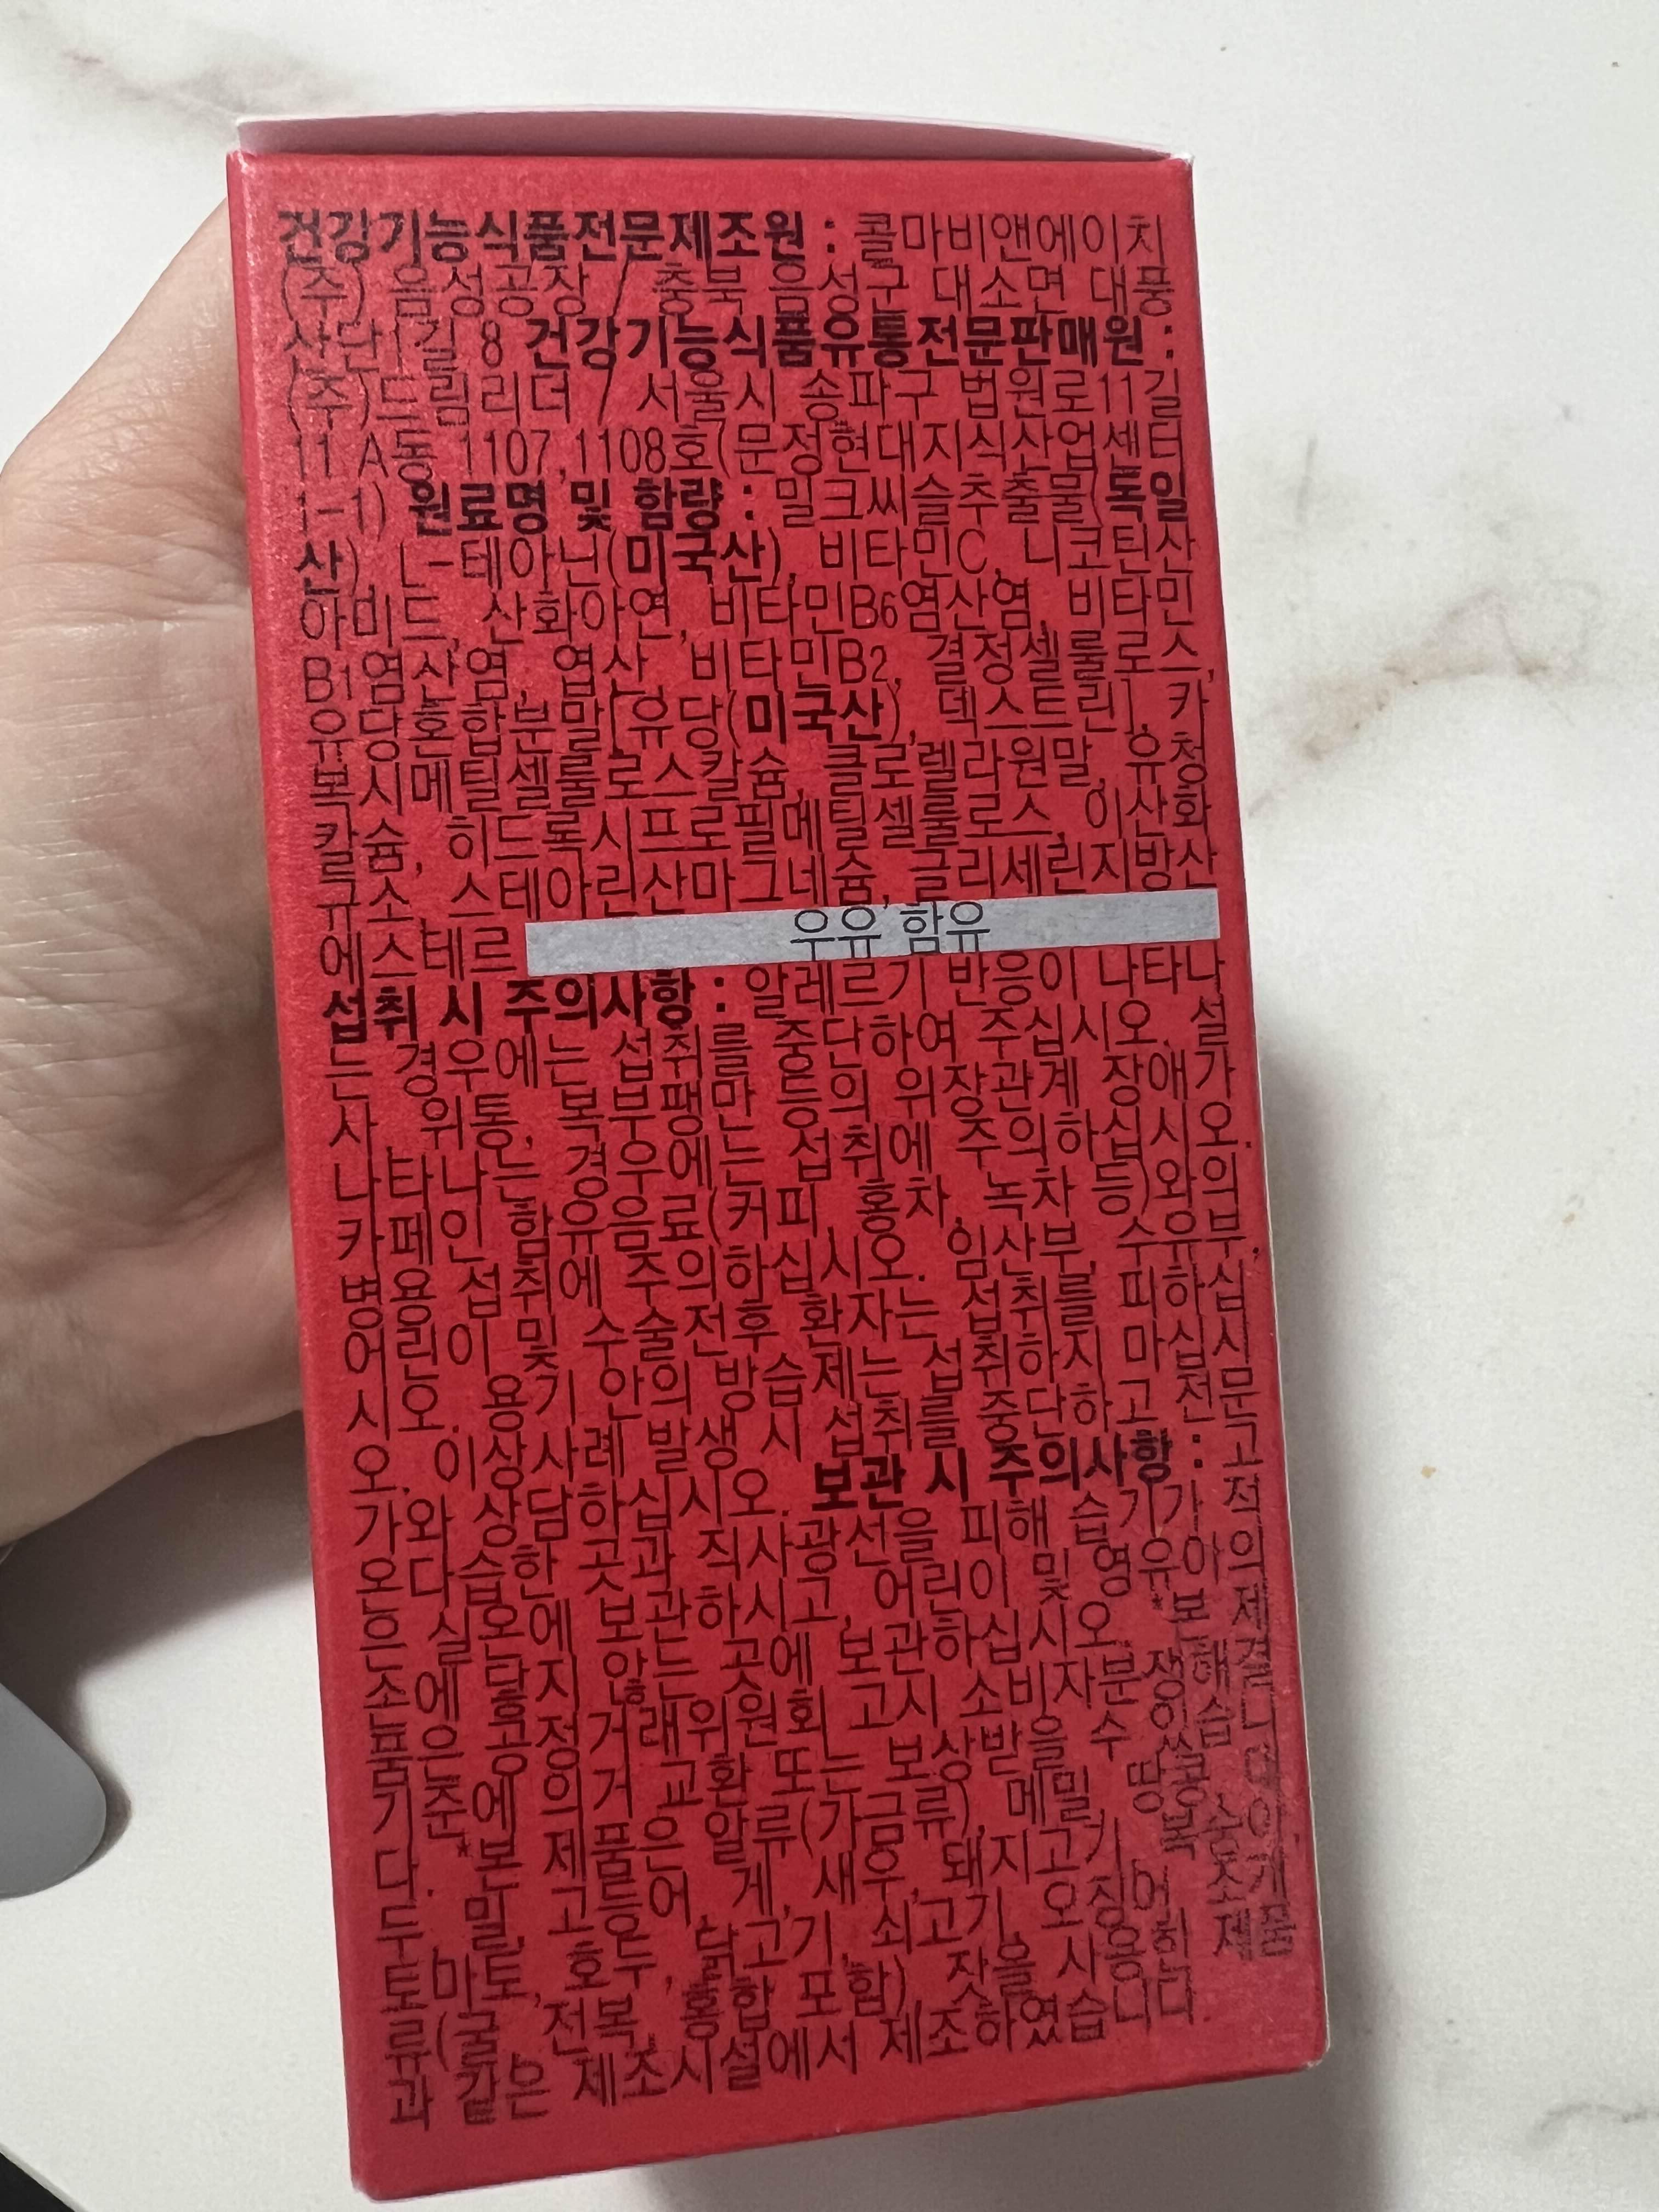 건강기능식품전문제조원 : 콜마비앤에이치
(주) 음성공장 / 충북 음성군 대소면 대풍
산단1길 8 건강기능식품유통전문판매원 :
(주)드림리더 / 서울시 송파구 법원로11길
11 A동 1107,1108호(문정현대지식산업센터
1-1) 원료명 및 함량 : 밀크씨슬추출물(독일
산), L-테아닌(미국산), 비타민C, 니코틴산
아미드, 산화아연, 비타민B6염산염, 비타민
B1염산염, 엽산, 비타민B2, 결정셀룰로스,
유당혼합분말[유당(미국산), 덱스트린], 카
복시메틸셀룰로스칼슘, 클로렐라원말, 유청
칼슘, 히드록시프로필메틸셀룰로스, 이산화
규소, 스테아린산마그네슘, 글리세린지방산
에스테르 우유 함유
섭취 시 주의사항 : 알레르기 반응이 나타나
는 경우에는 섭취를 중단하여 주십시오. 설
사, 위통, 복부팽만 등의 위장관계 장애가
나타나는 경우에는 섭취에 주의하십시오.
카페인함유음료(커피, 홍차, 녹차 등)와의
병용 섭취에 주의하십시오. 임산부, 수유부,
어린이 및 수술전후 환자는 섭취를 피하십
시오. 용기 안의 방습제는 섭취하지 마십시
오. 이상사례 발생 시 섭취를 중단하고 전문
가와 상담하십시오. 보관 시 주의사항 : 고
온다습한 곳과 직사광선을 피해 습기가 적
은 실온에 보관하시고, 어린이 및 영유아의
손에 닿지 않는 곳에 보관하십시오. *본 제
품은 공정거래위원회 고시 소비자분쟁해결
기준에 의거 교환 또는 보상받을 수 있습니
다. *본 제품은 알류(가금류), 메밀, 땅콩, 대
두, 밀, 고등어, 게, 새우, 돼지고기, 복숭아,
토마토, 호두, 닭고기, 쇠고기, 오징어, 조개
류(굴, 전복, 홍합 포함), 잣을 사용한 제품
과 같은 제조시설에서 제조하였습니다.